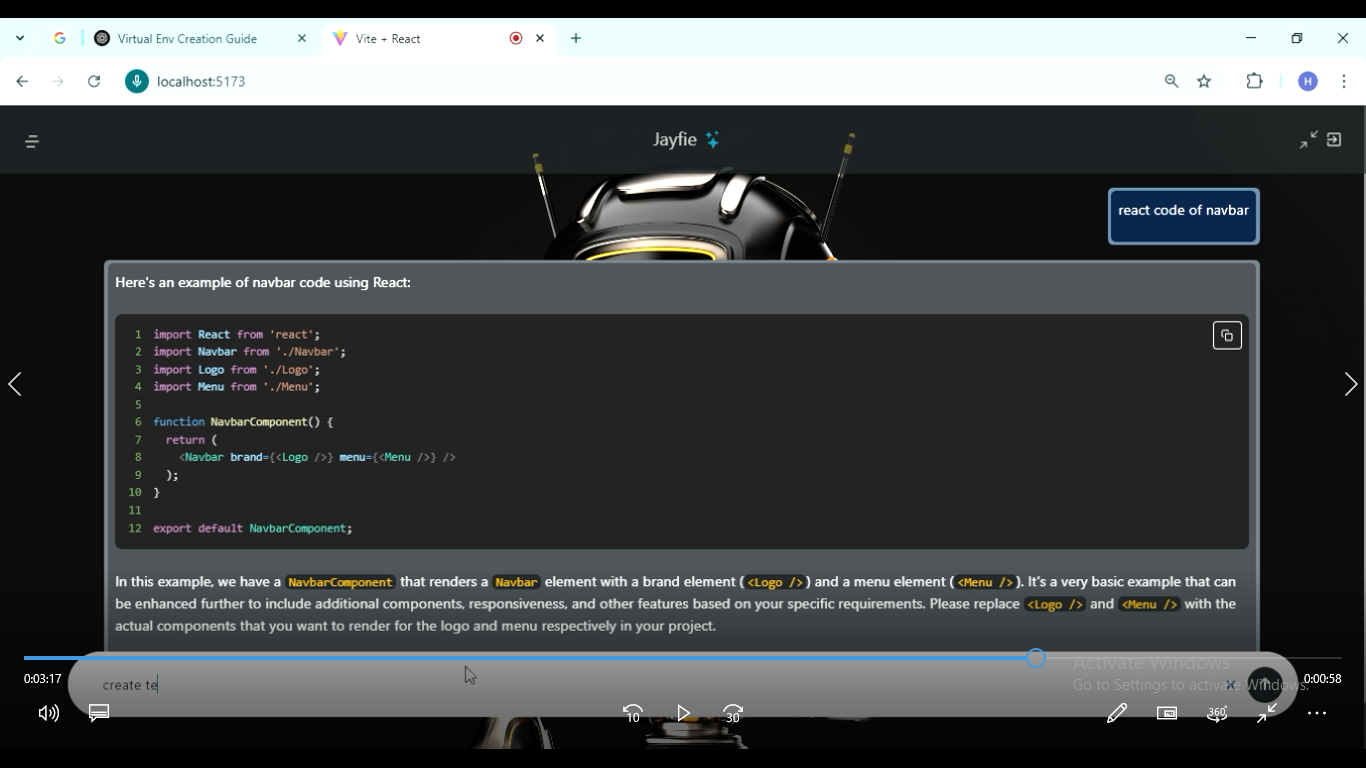 Virtual Env Creation Guide
Vite + React
localhost:5173
H
Jayfie
react code of navbar
Here's an example of navbar code using React:
1 import React from 'react';
2 import Navbar from './Navbar';
3 import Logo from './Logo';
4 import Menu from './Menu';
5
6 function NavbarComponent() {
7 return (
8 <Navbar brand={<Logo />} menu={<Menu />} />
9 );
10 }
11
12 export default NavbarComponent;
In this example, we have a NavbarComponent that renders a Navbar element with a brand element ( <Logo /> ) and a menu element ( <Menu /> ). It's a very basic example that can
be enhanced further to include additional components, responsiveness, and other features based on your specific requirements. Please replace <Logo /> and <Menu /> with the
actual components that you want to render for the logo and menu respectively in your project.
Activate Windows
0:03:17
create te
Go to Settings to activate Windows.
0:00:58
10
30
360°